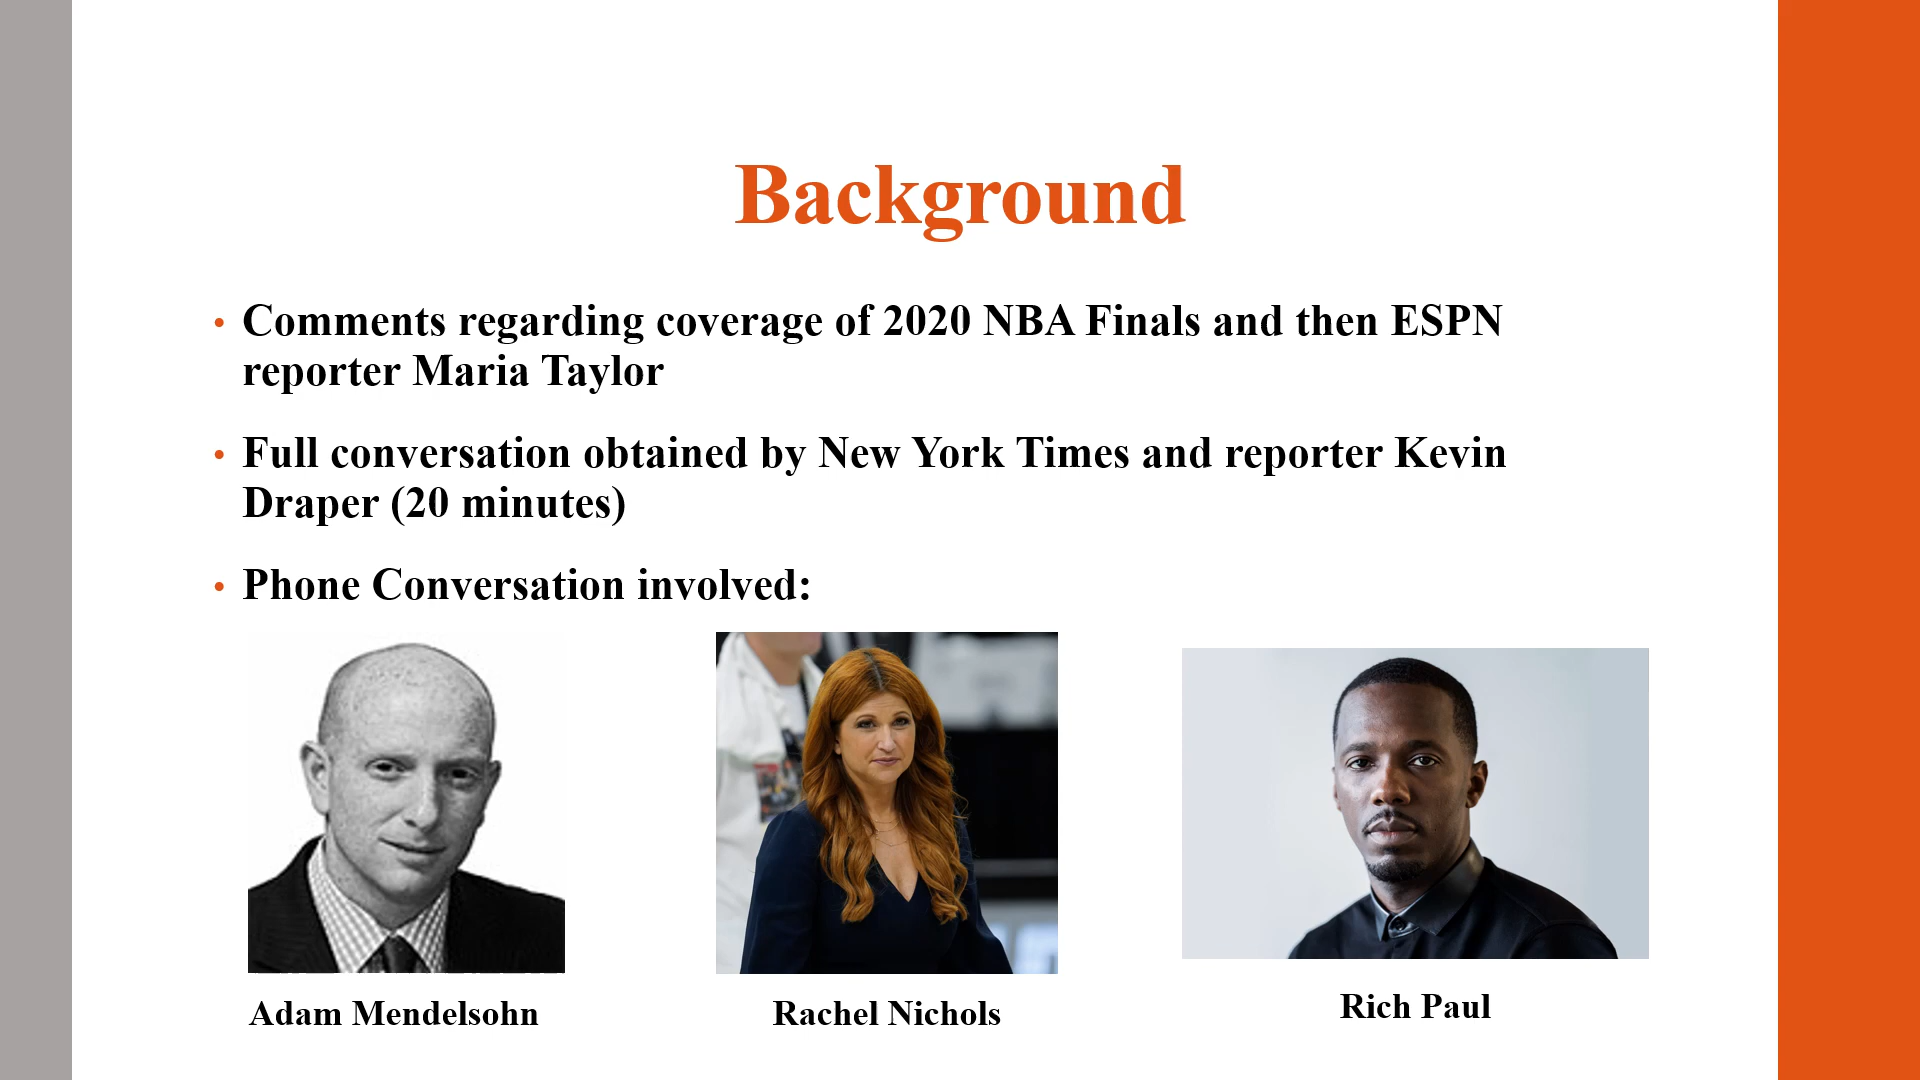 Background
• Comments regarding coverage of 2020 NBA Finals and then ESPN
reporter Maria Taylor
• Full conversation obtained by New York Times and reporter Kevin
Draper (20 minutes)
• Phone Conversation involved:
Adam Mendelsohn
Rachel Nichols
Rich Paul